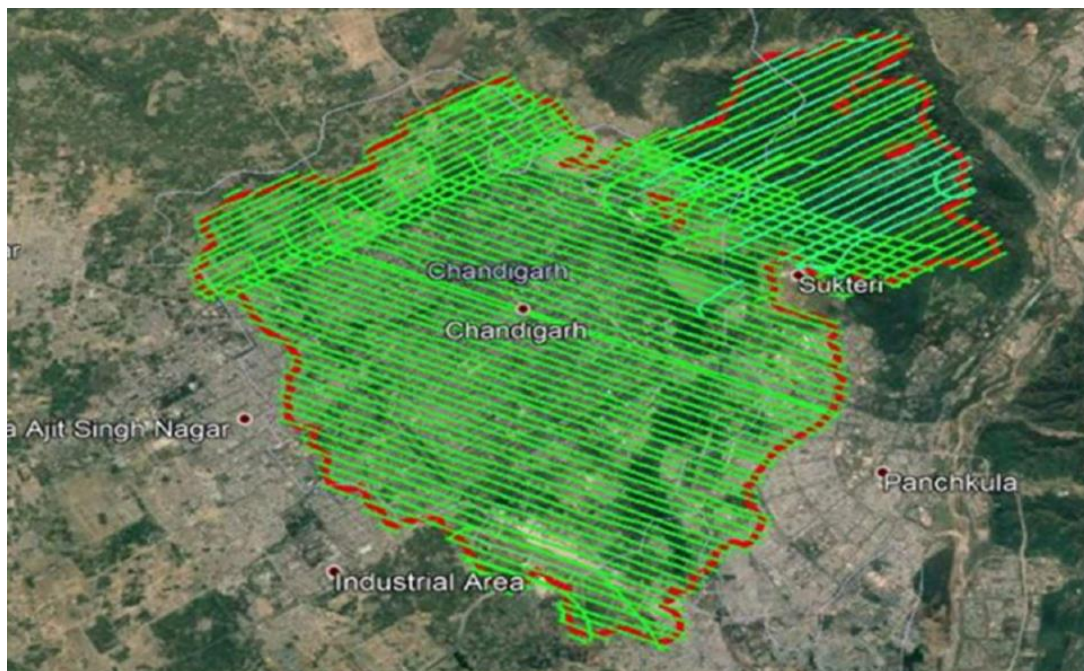 Chandigarh
Sukteri
Chandigarh
a Ajit Singh Nagar
Panchkula
Industrial Area